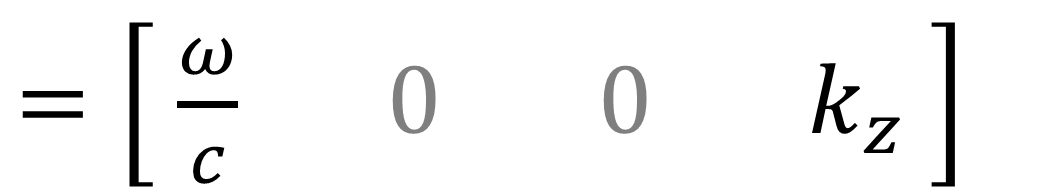 = [ ω/c 0 0 k_z ]